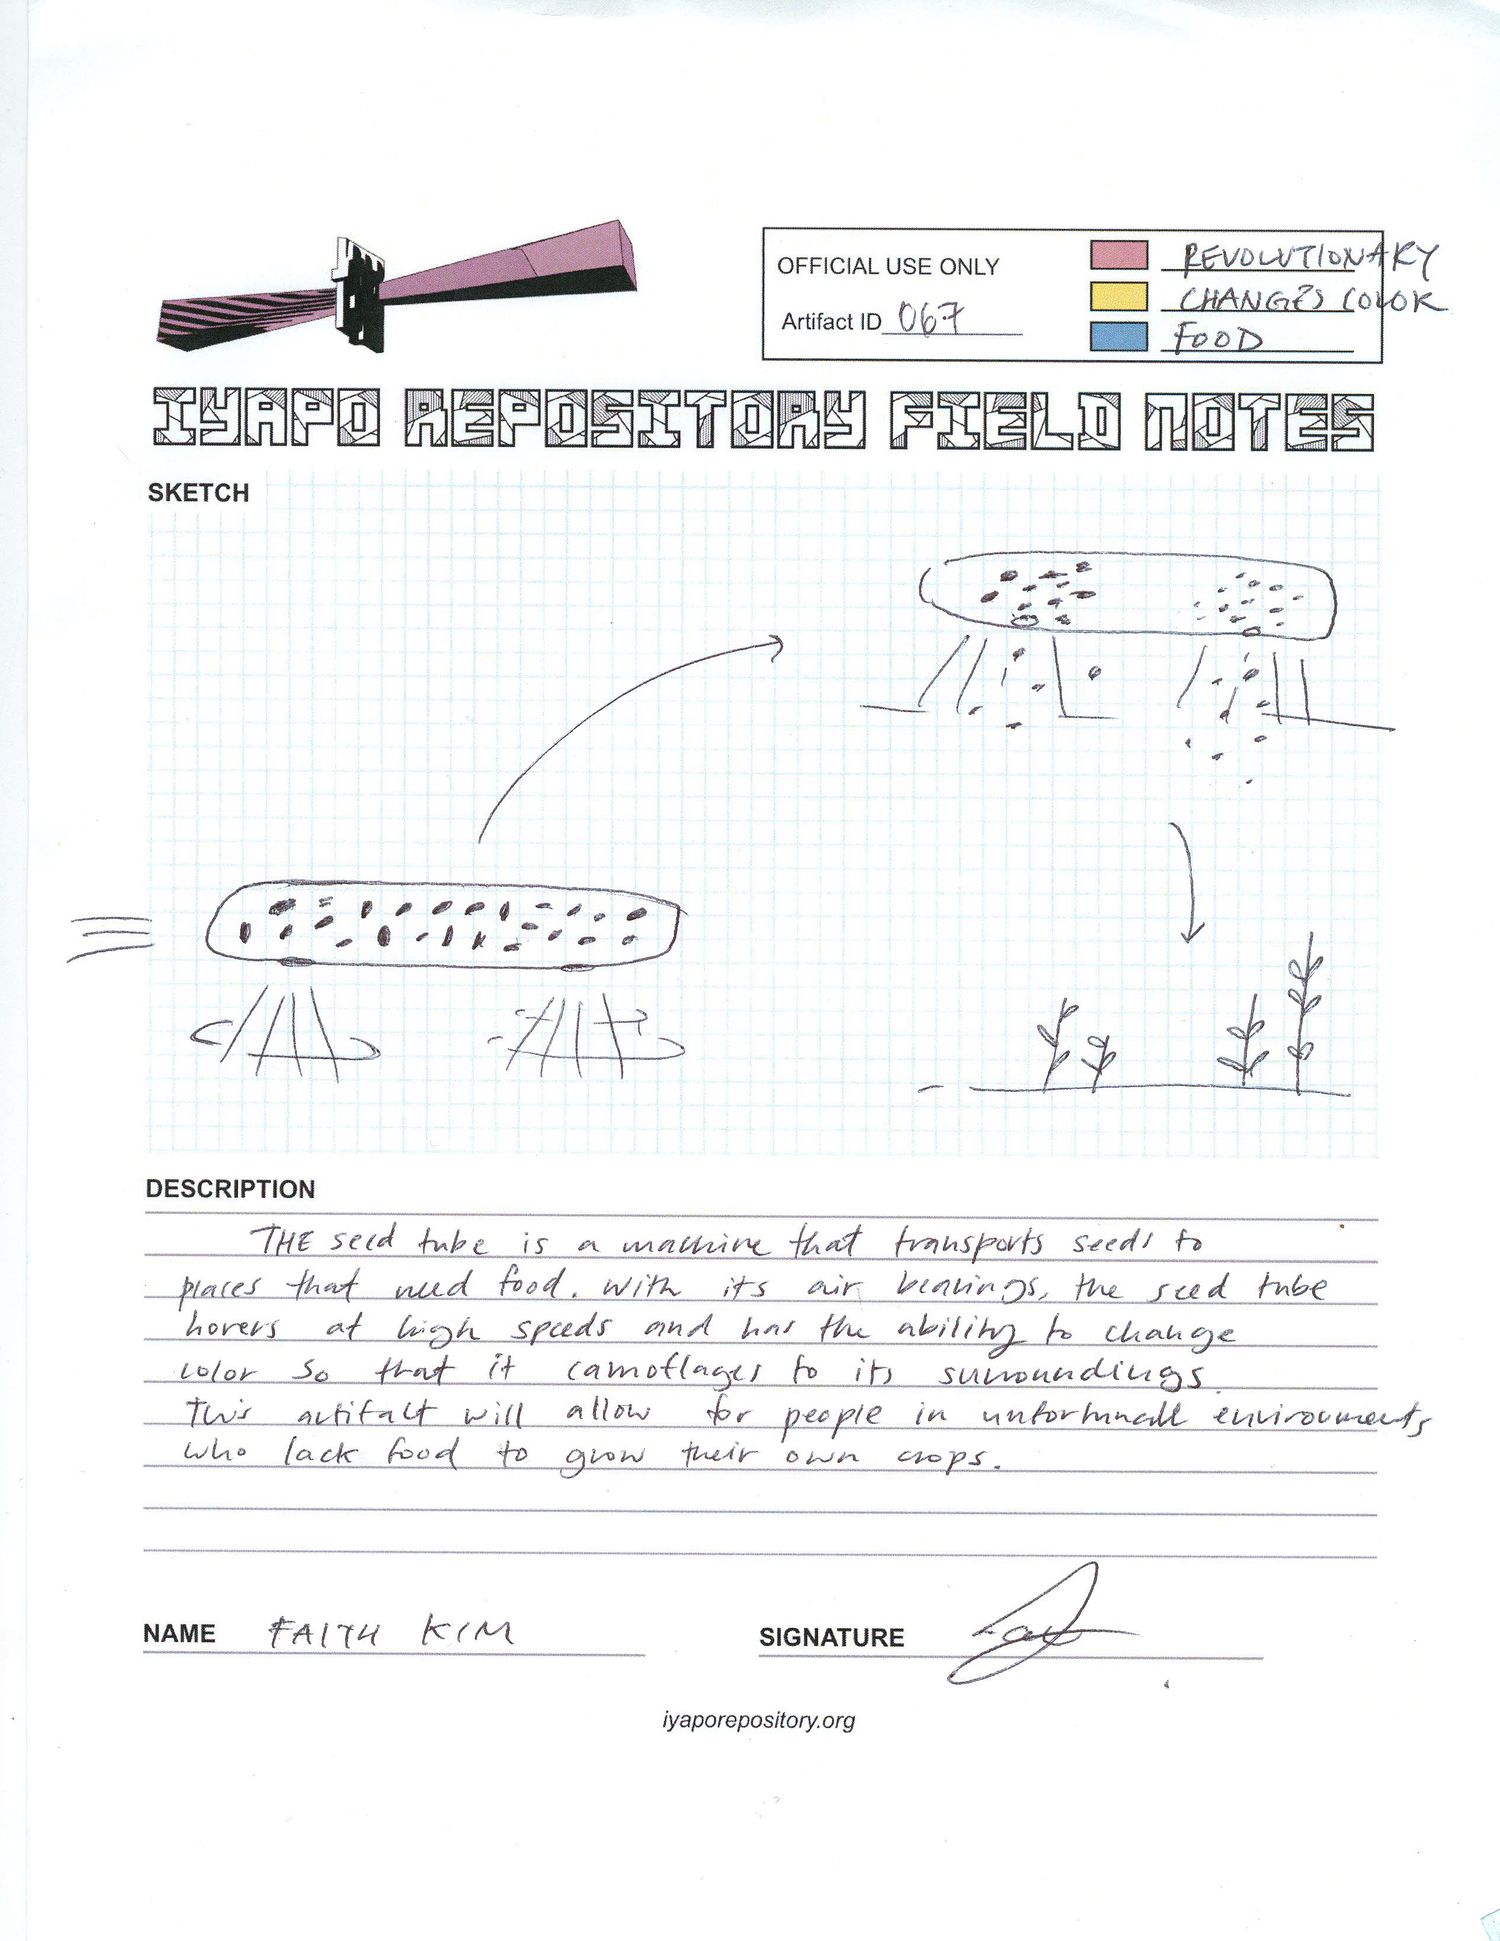 OFFICIAL USE ONLY
Artifact ID 067
REVOLUTIONARY
CHANGES COLOR
FOOD
IYAPO REPOSITORY FIELD NOTES
SKETCH
DESCRIPTION
THE seed tube is a machine that transports seeds to
places that need food. With its air bearings, the seed tube
hovers at high speeds and has the ability to change
color so that it camoflages to its surroundings.
This artifact will allow for people in unfortunate environments
who lack food to grow their own crops.
NAME FAITH KIM
SIGNATURE
iyaporepository.org